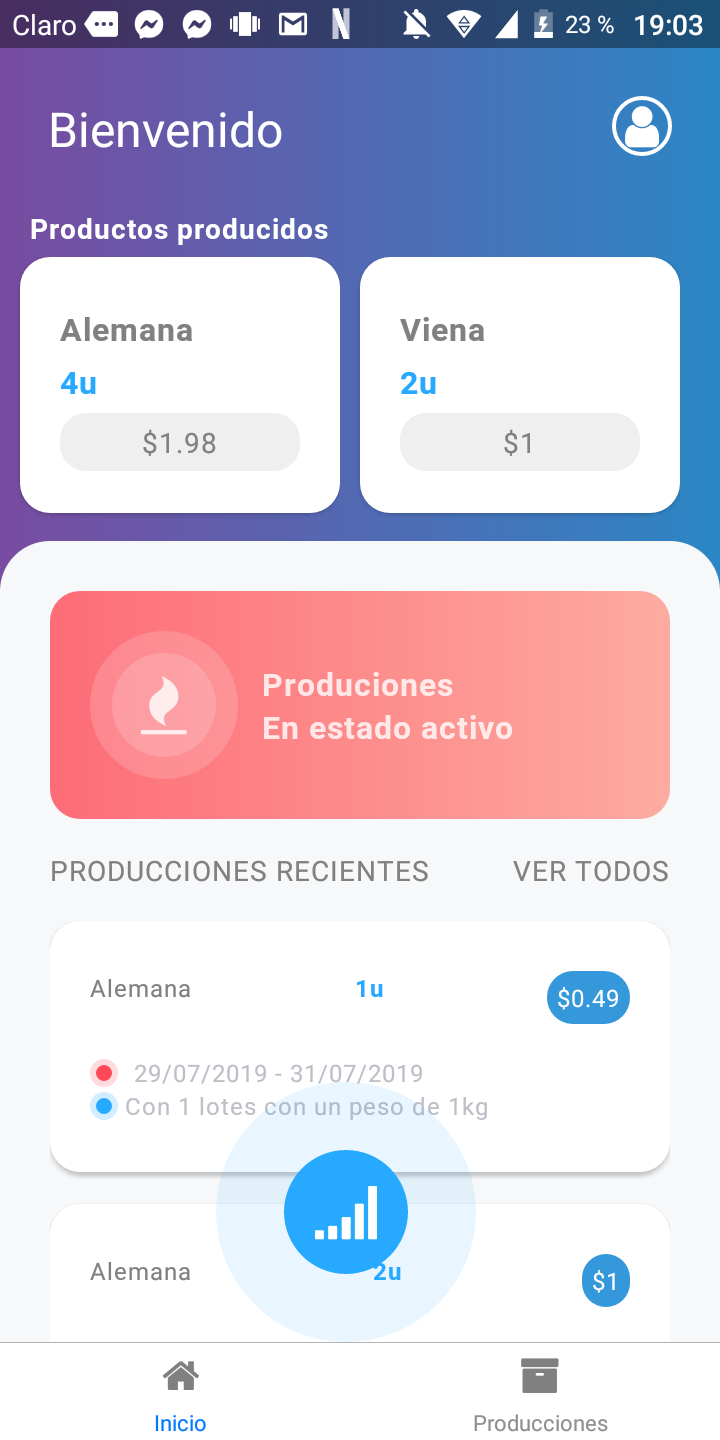 Claro 23 % 19:03
Bienvenido
Productos producidos
Alemana Viena
4u 2u
$1.98 $1
Produciones
En estado activo
PRODUCCIONES RECIENTES VER TODOS
Alemana 1u $0.49
29/07/2019 - 31/07/2019
Con 1 lotes con un peso de 1kg
Alemana 2u $1
Inicio Producciones